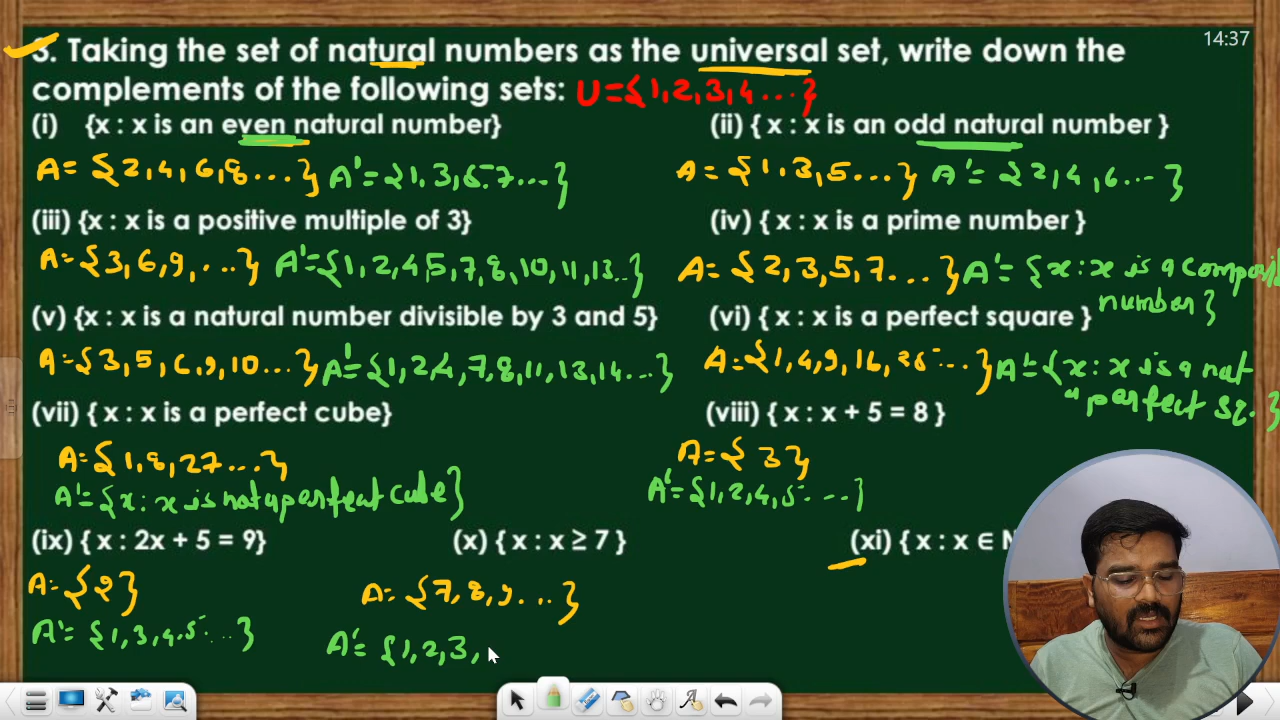 14:37
3. Taking the set of natural numbers as the universal set, write down the
complements of the following sets: U={1,2,3,4...}
(i) {x : x is an even natural number} (ii) { x : x is an odd natural number }
A={2,4,6,8...} A'={1,3,5.7...} A={1,3,5...} A'={2,4,6...}
(iii) {x : x is a positive multiple of 3} (iv) { x : x is a prime number }
A={3,6,9,...} A'={1,2,4,5,7,8,10,11,13..} A={2,3,5,7...} A'={x:x is a composi
number}
(v) {x : x is a natural number divisible by 3 and 5} (vi) { x : x is a perfect square }
A={3,5,6,9,10...} A'={1,2,4,7,8,11,13,14...} A={1,4,9,16,25...} A'={x:x is a not
a perfect sq.}
(vii) { x : x is a perfect cube} (viii) { x : x + 5 = 8 }
A={1,8,27...} A={3}
A'={x: x is not a perfect cube} A'={1,2,4,5...}
(ix) { x : 2x + 5 = 9} (x) { x : x ≥ 7 } (xi) { x : x ∈ N
A={2} A={7,8,9...}
A'={1,3,4.5...} A'={1,2,3,